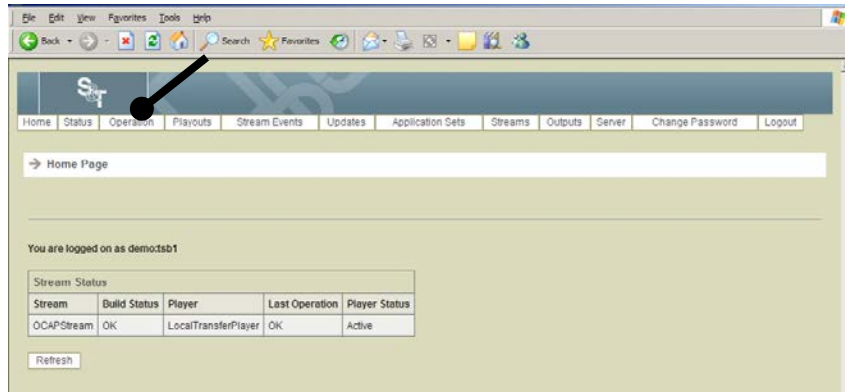 File Edit View Favorites Tools Help
Back Search Favorites
S&T
Home Status Operation Playouts Stream Events Updates Application Sets Streams Outputs Server Change Password Logout
Home Page
You are logged on as demo:tsb1
Stream Status
Stream Build Status Player Last Operation Player Status
OCAPStream OK LocalTransferPlayer OK Active
Refresh